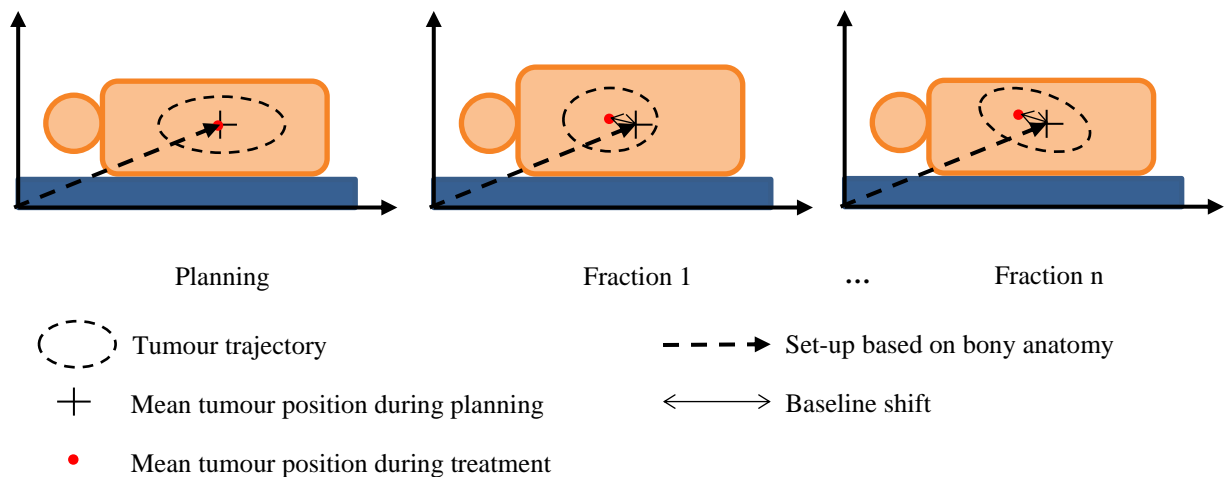 Planning
Fraction 1
...
Fraction n
Tumour trajectory
Set-up based on bony anatomy
Mean tumour position during planning
Baseline shift
Mean tumour position during treatment